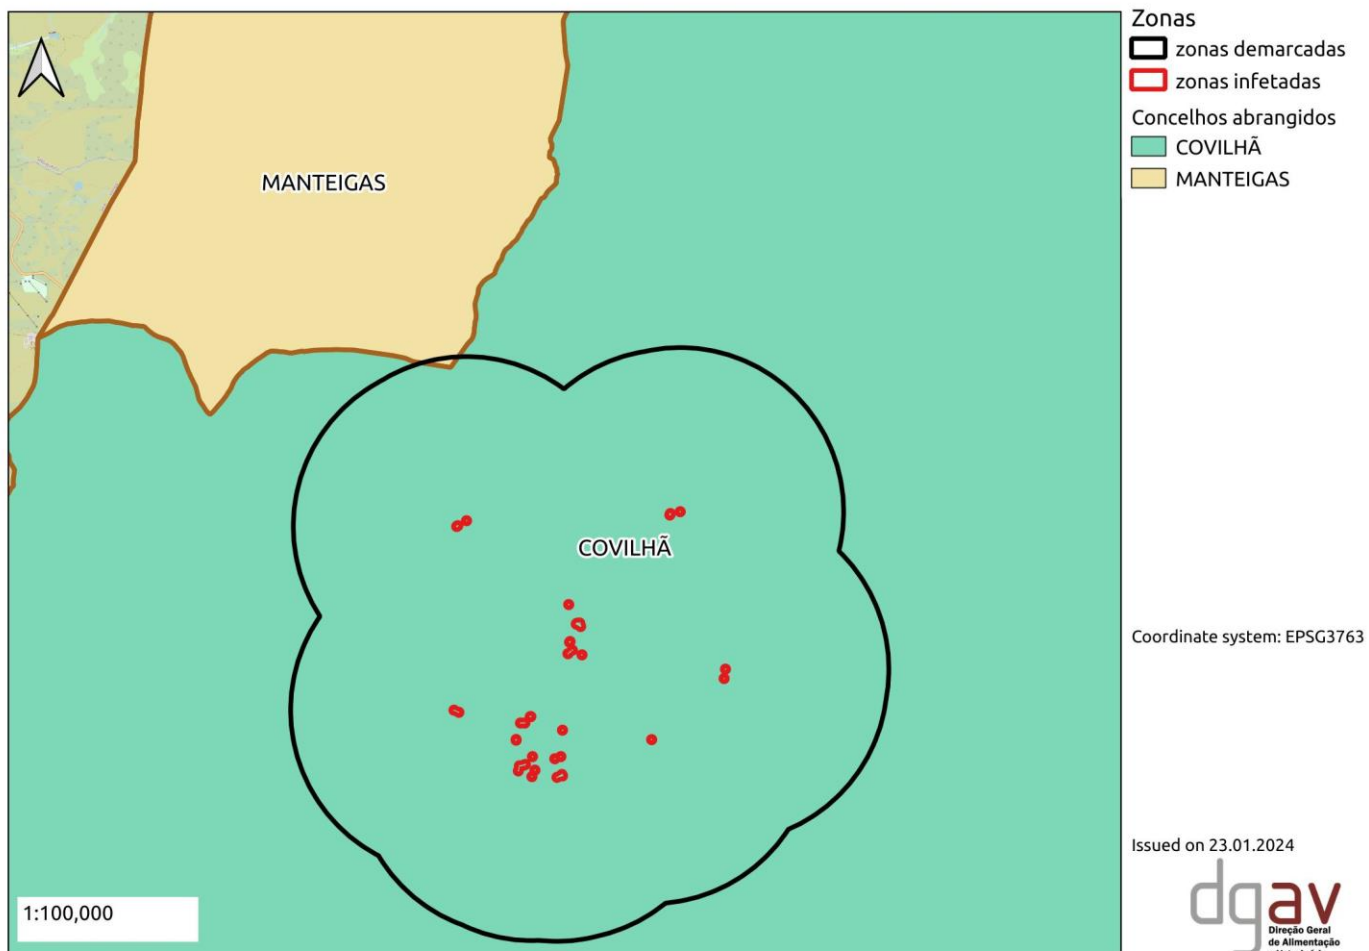 MANTEIGAS
COVILHÃ
1:100,000
Zonas
zonas demarcadas
zonas infetadas
Concelhos abrangidos
COVILHÃ
MANTEIGAS
Coordinate system: EPSG3763
Issued on 23.01.2024
dgav
Direção Geral
de Alimentação